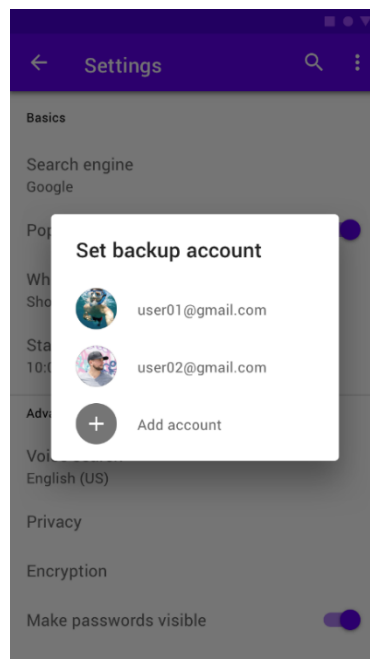 Settings
Basics
Search engine
Google
Set backup account
user01@gmail.com
user02@gmail.com
Add account
English (US)
Privacy
Encryption
Make passwords visible